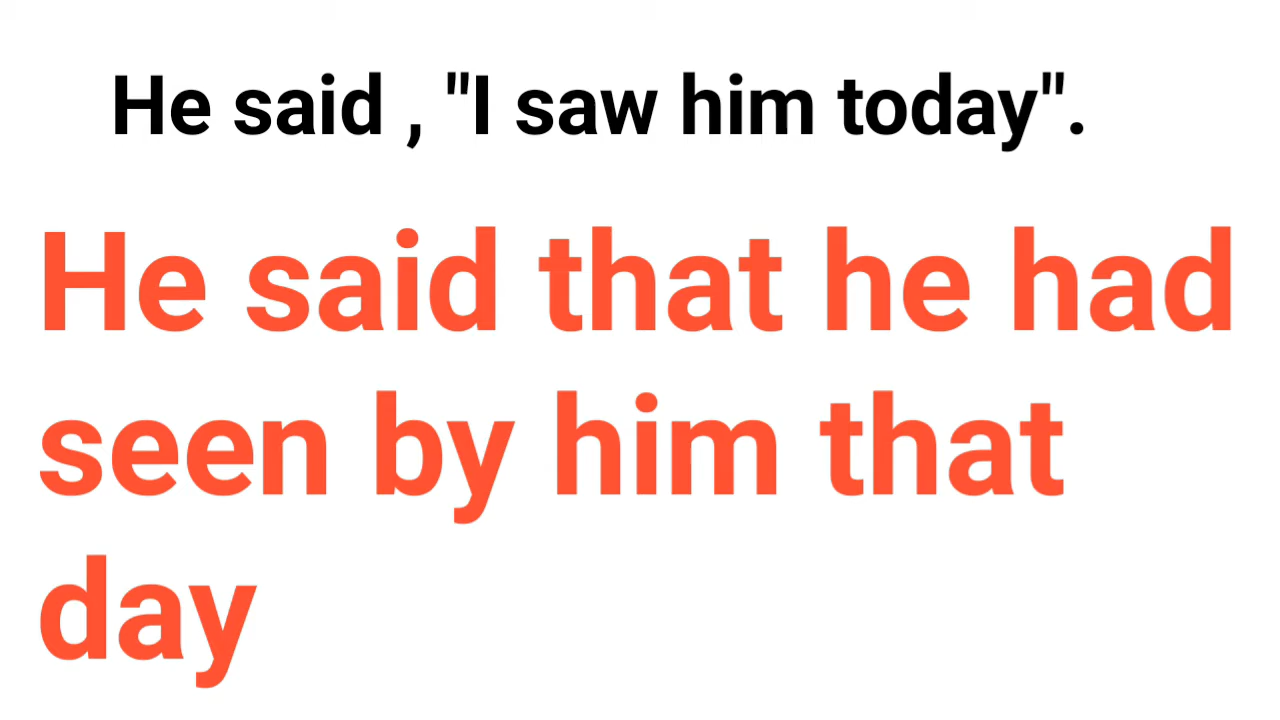 He said , "I saw him today".
He said that he had
seen by him that
day